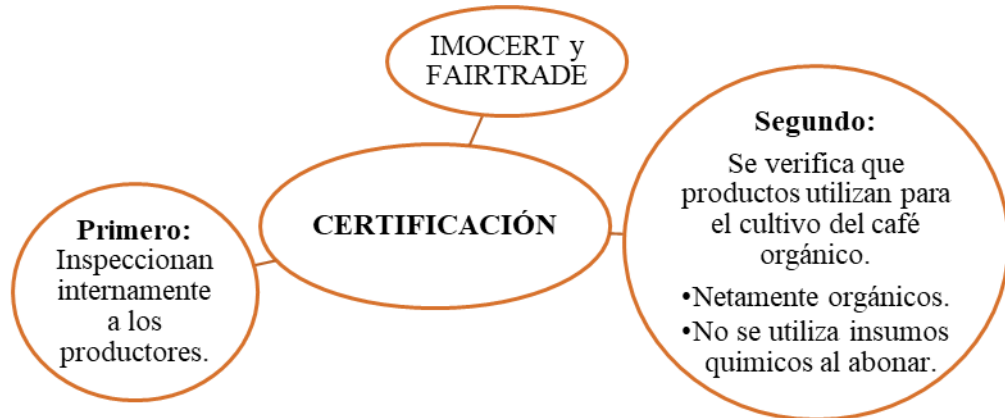 IMOCERT y
FAIRTRADE
CERTIFICACIÓN
Primero:
Inspeccionan
internamente
a los
productores.
Segundo:
Se verifica que
productos utilizan para
el cultivo del café
orgánico.
•Netamente orgánicos.
•No se utiliza insumos
quimicos al abonar.